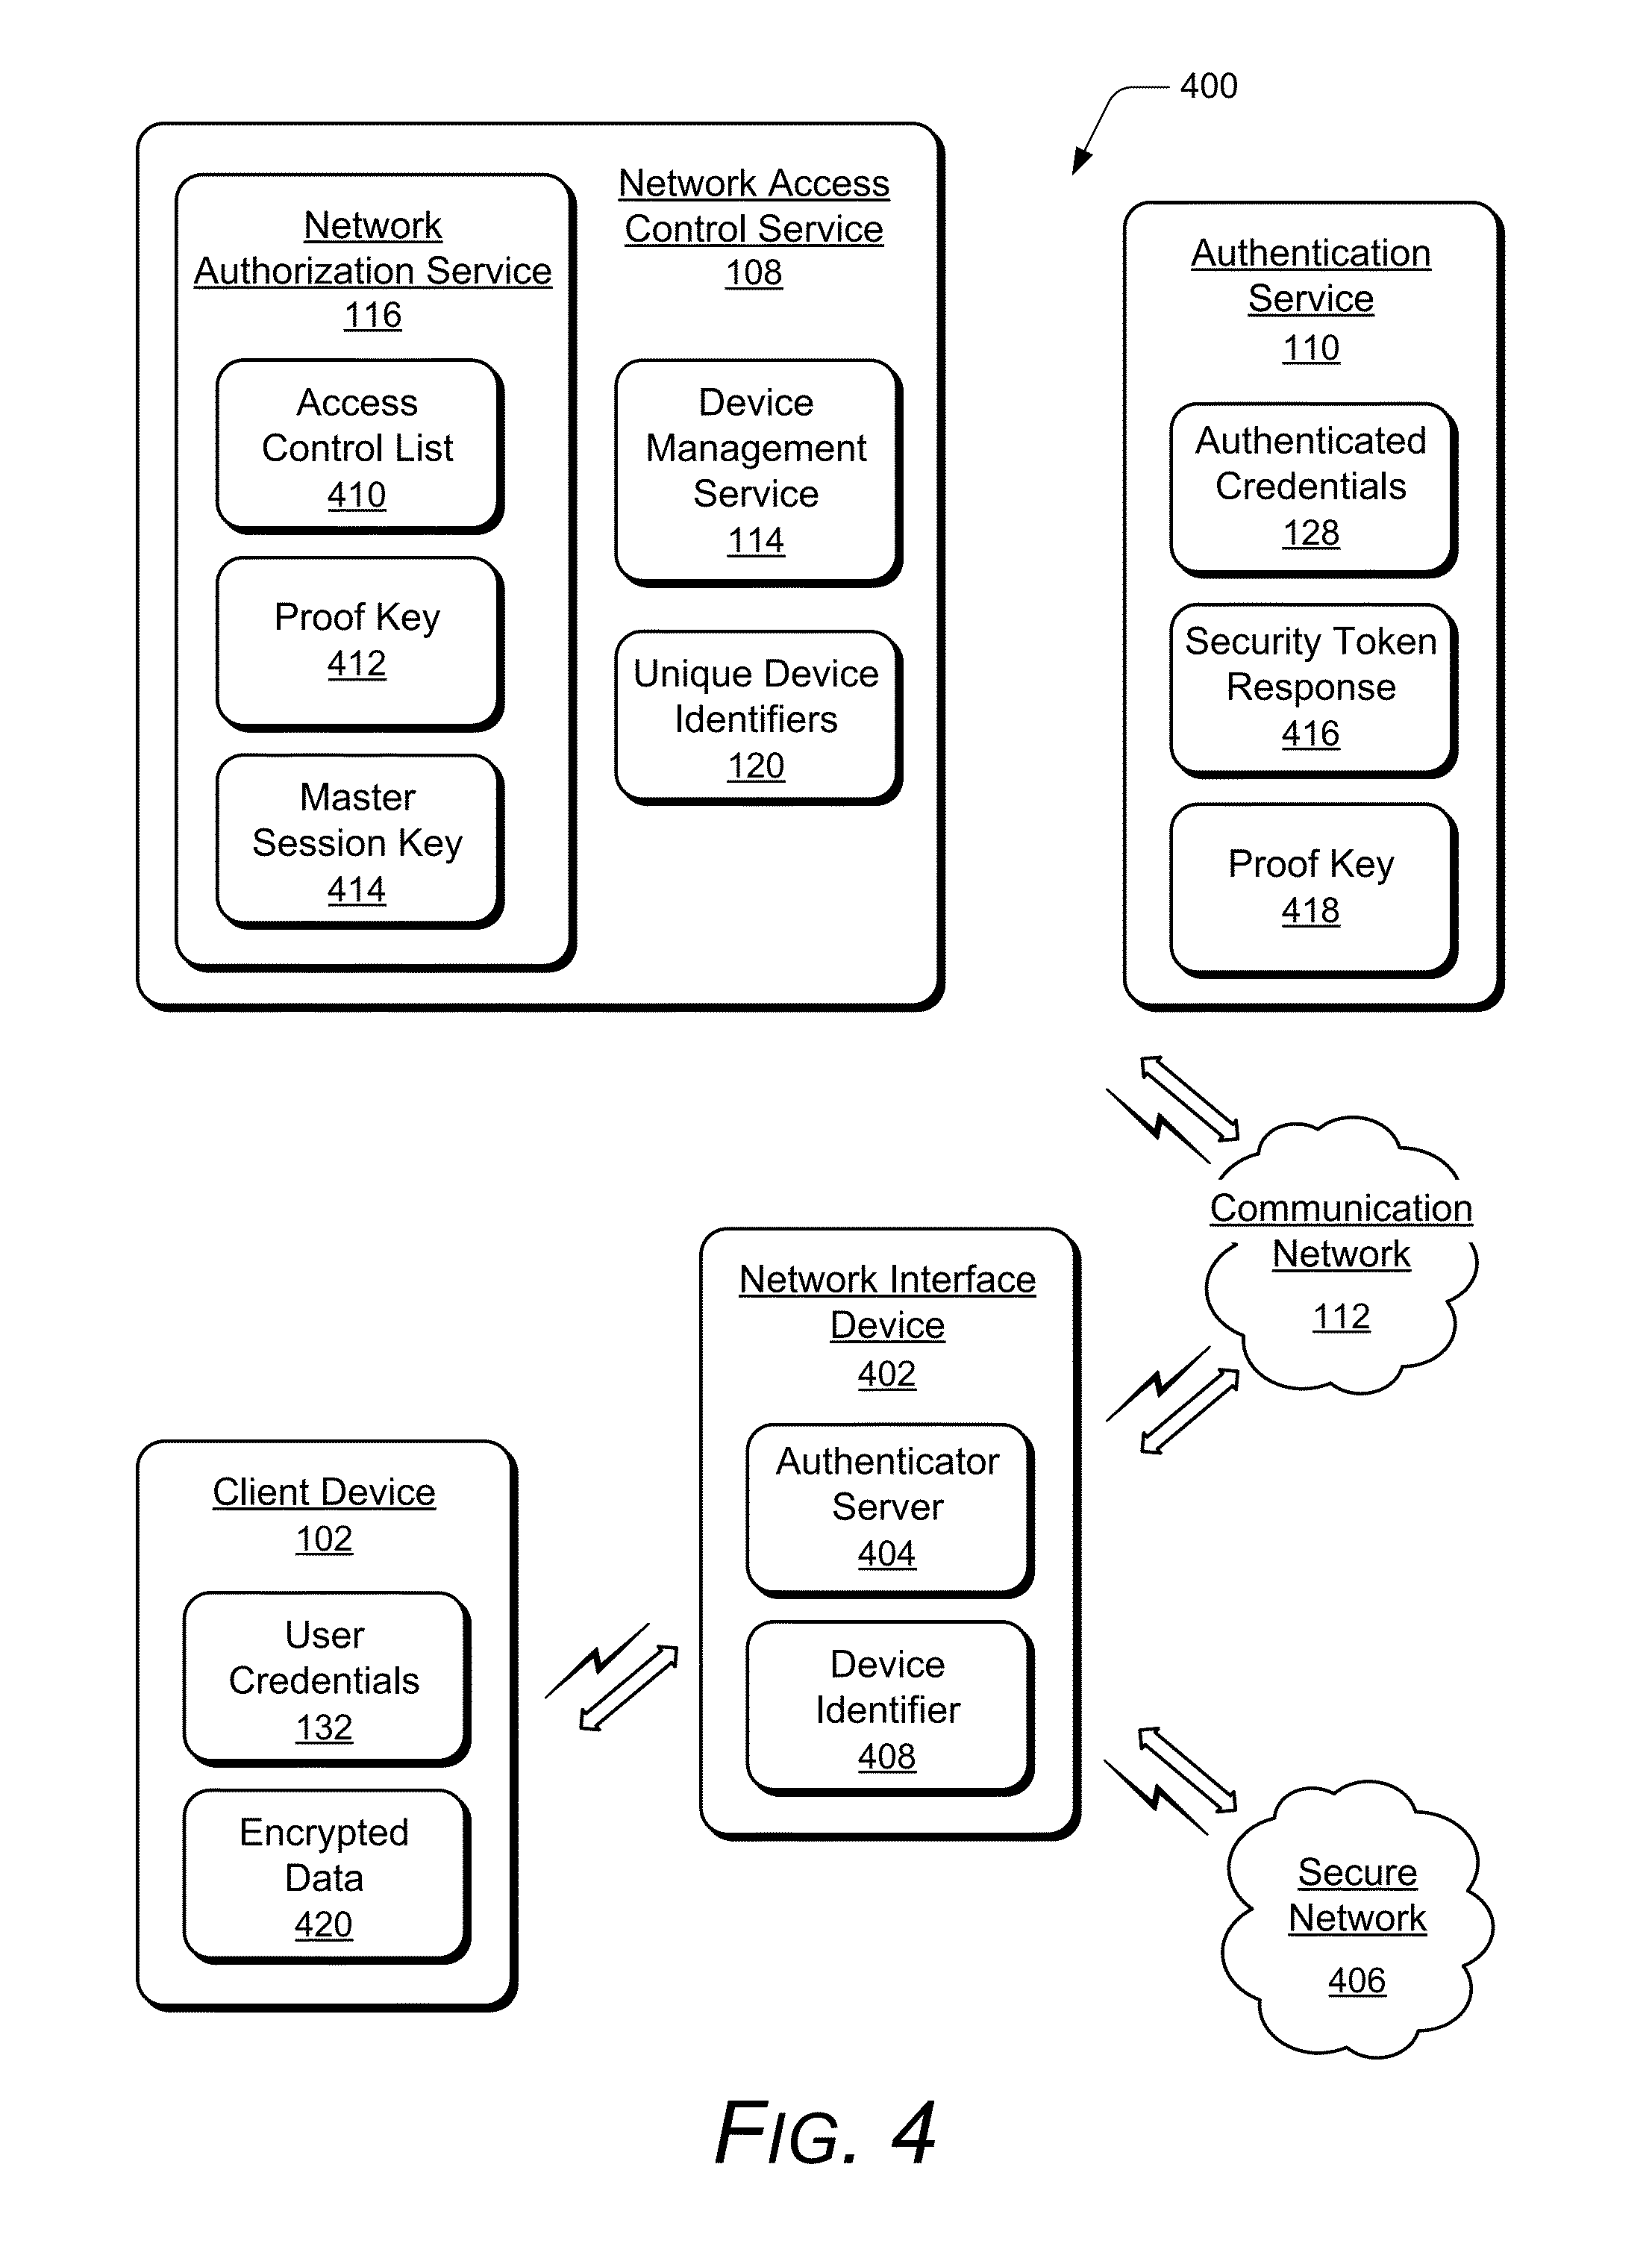 400
Network
Authorization Service
116
Access
Control List
410
Proof Key
412
Master
Session Key
414
Network Access
Control Service
108
Device
Management
Service
114
Unique Device
Identifiers
120
Authentication
Service
110
Authenticated
Credentials
128
Security Token
Response
416
Proof Key
418
Communication
Network
112
Network Interface
Device
402
Authenticator
Server
404
Device
Identifier
408
Client Device
102
User
Credentials
132
Encrypted
Data
420
Secure
Network
406
FIG. 4